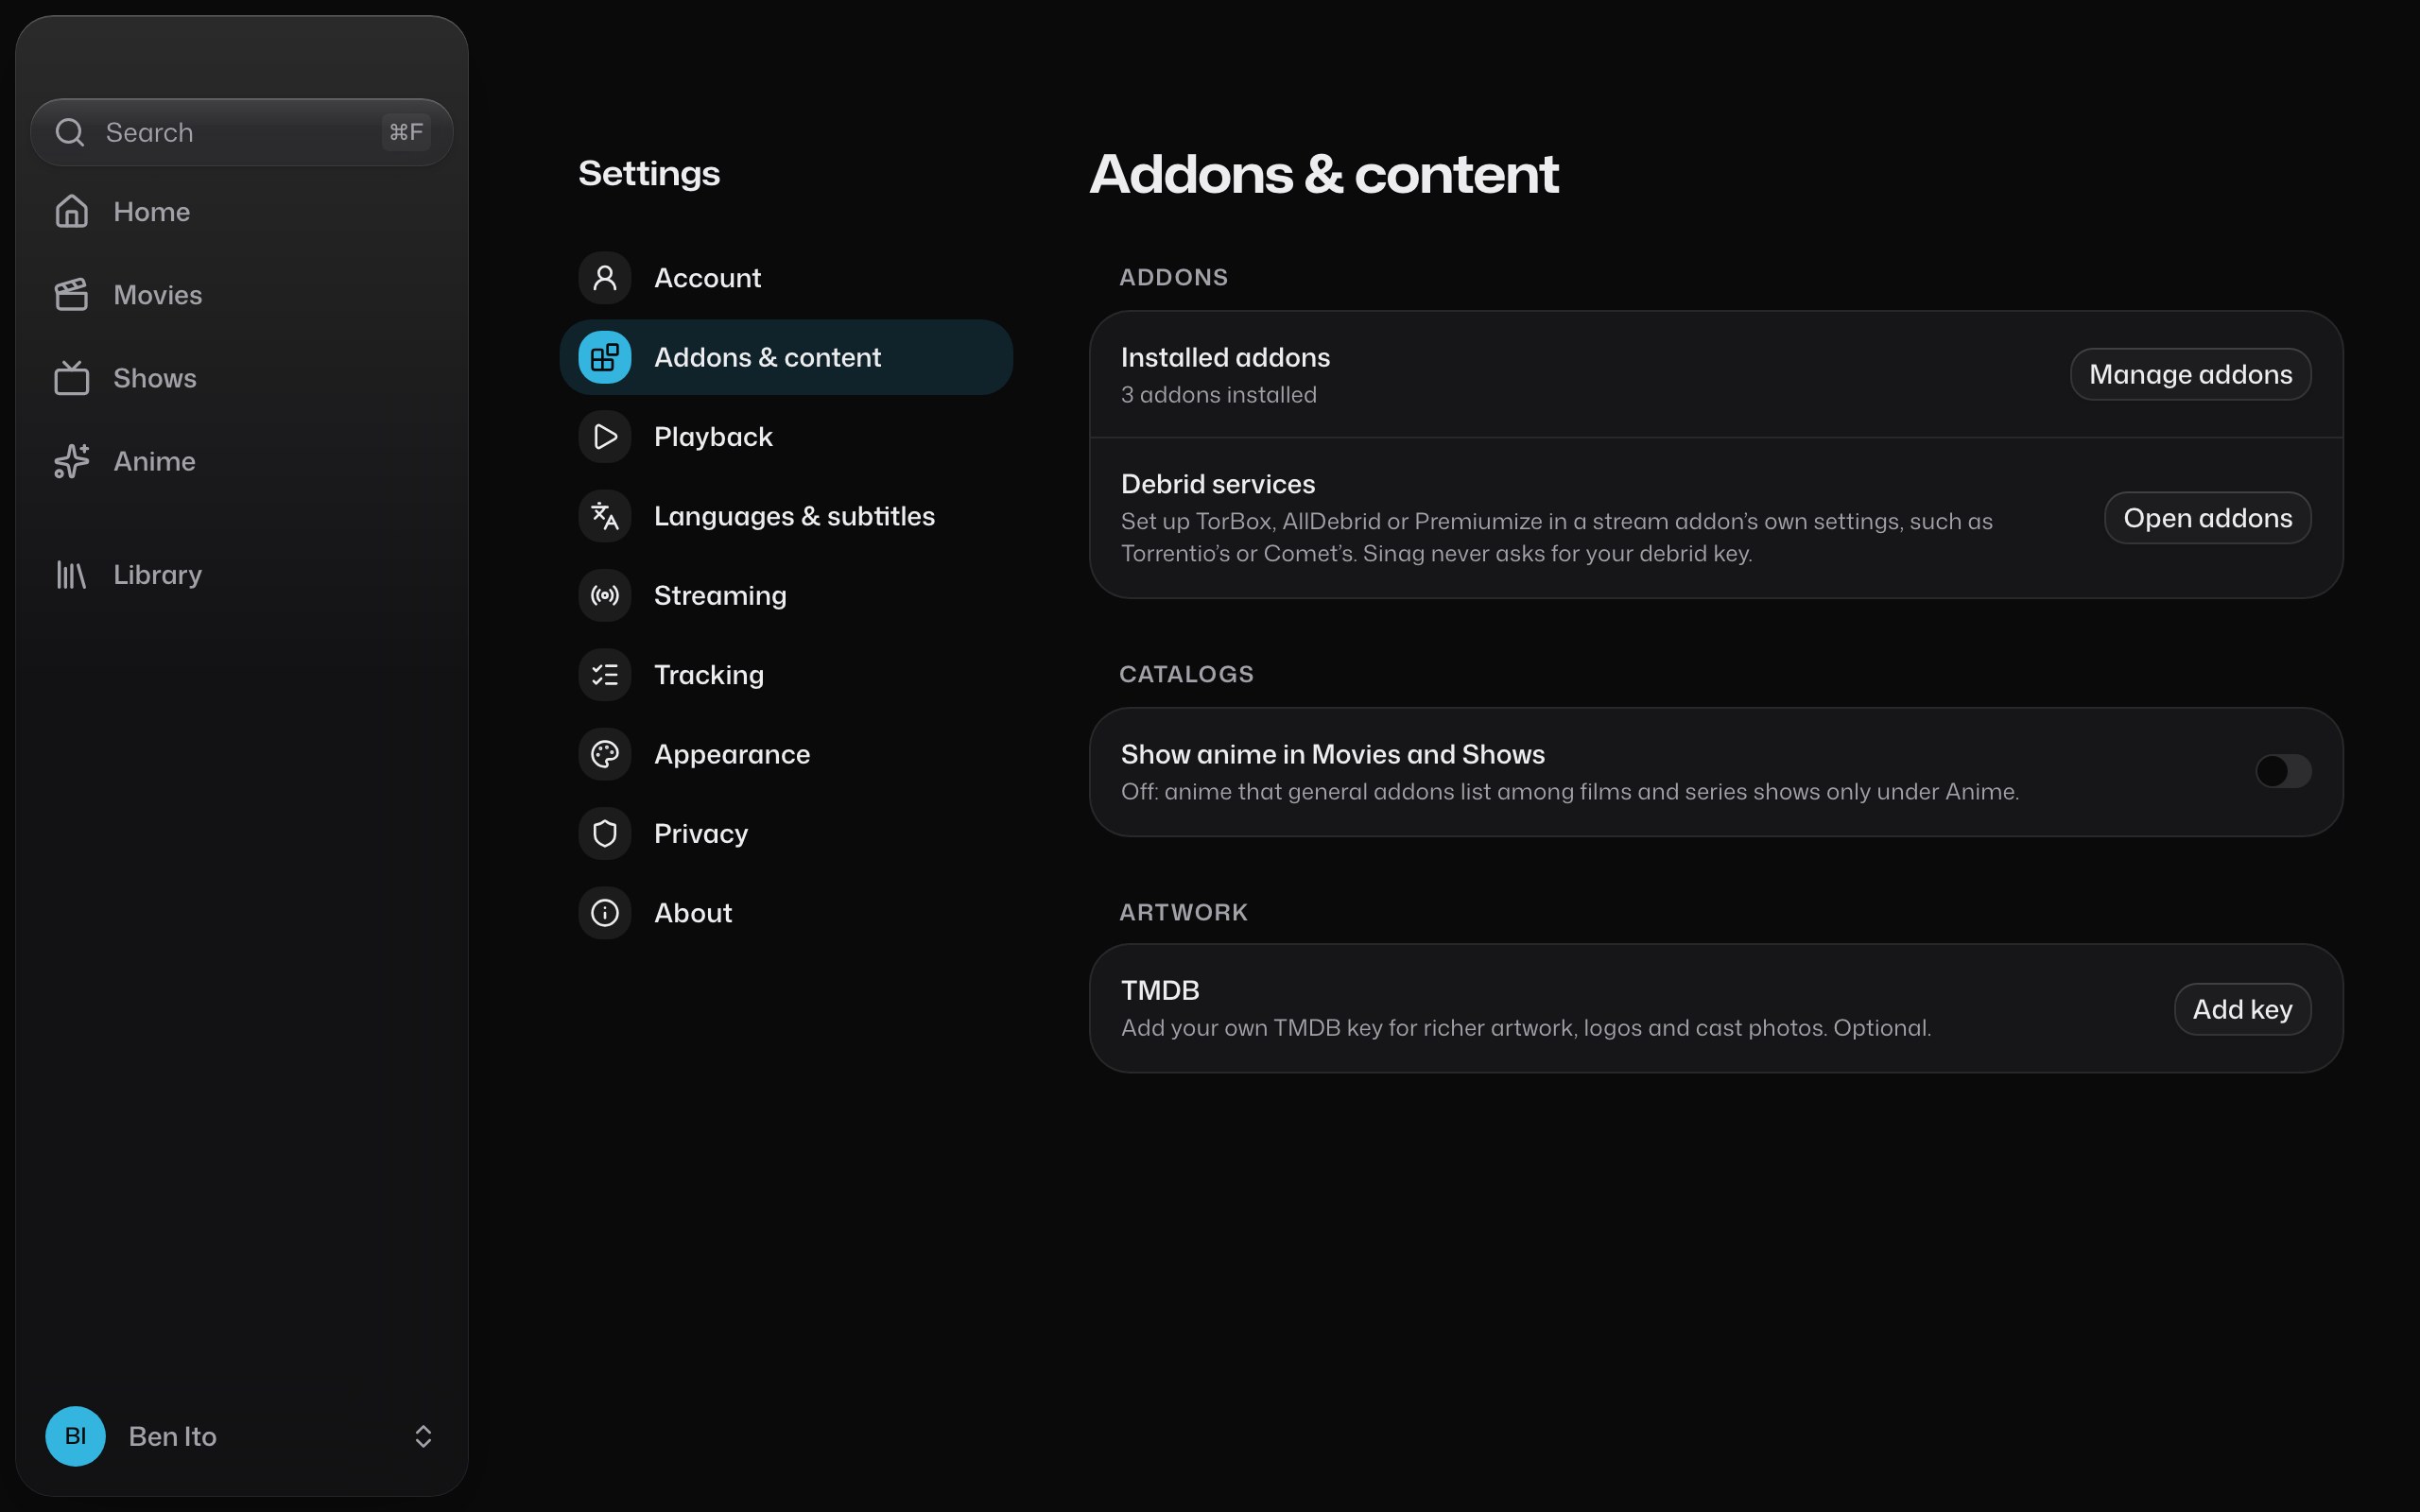 Search ⌘F
Home
Movies
Shows
Anime
Library
BI Ben Ito
Settings
Account
Addons & content
Playback
Languages & subtitles
Streaming
Tracking
Appearance
Privacy
About
Addons & content
ADDONS
Installed addons
3 addons installed
Manage addons
Debrid services
Set up TorBox, AllDebrid or Premiumize in a stream addon’s own settings, such as
Torrentio’s or Comet’s. Sinag never asks for your debrid key.
Open addons
CATALOGS
Show anime in Movies and Shows
Off: anime that general addons list among films and series shows only under Anime.
ARTWORK
TMDB
Add your own TMDB key for richer artwork, logos and cast photos. Optional.
Add key